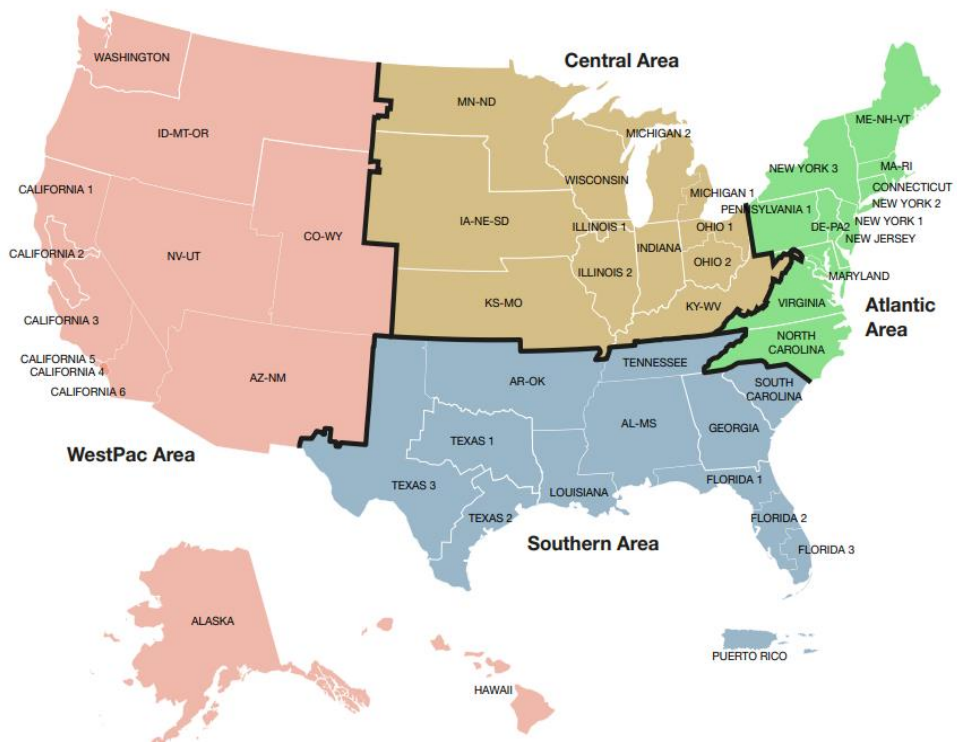 WASHINGTON
Central Area
MN-ND
ME-NH-VT
ID-MT-OR
MICHIGAN 2
NEW YORK 3
MA-RI
WISCONSIN
CALIFORNIA 1
MICHIGAN 1
CONNECTICUT
NEW YORK 2
PENNSYLVANIA 1
IA-NE-SD
ILLINOIS 1
OHIO 1
DE-PA2
NEW YORK 1
CO-WY
NEW JERSEY
CALIFORNIA 2
NV-UT
INDIANA
OHIO 2
ILLINOIS 2
MARYLAND
KS-MO
KY-WV
VIRGINIA
Atlantic
Area
CALIFORNIA 3
NORTH
CAROLINA
CALIFORNIA 5
CALIFORNIA 4
TENNESSEE
AZ-NM
AR-OK
SOUTH
CAROLINA
CALIFORNIA 6
AL-MS
GEORGIA
TEXAS 1
WestPac Area
FLORIDA 1
TEXAS 3
LOUISIANA
TEXAS 2
FLORIDA 2
Southern Area
FLORIDA 3
ALASKA
PUERTO RICO
HAWAII